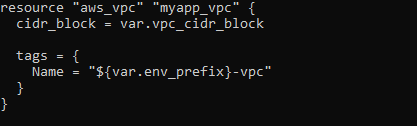 resource "aws_vpc" "myapp_vpc" {
  cidr_block = var.vpc_cidr_block

  tags = {
    Name = "${var.env_prefix}-vpc"
  }
}